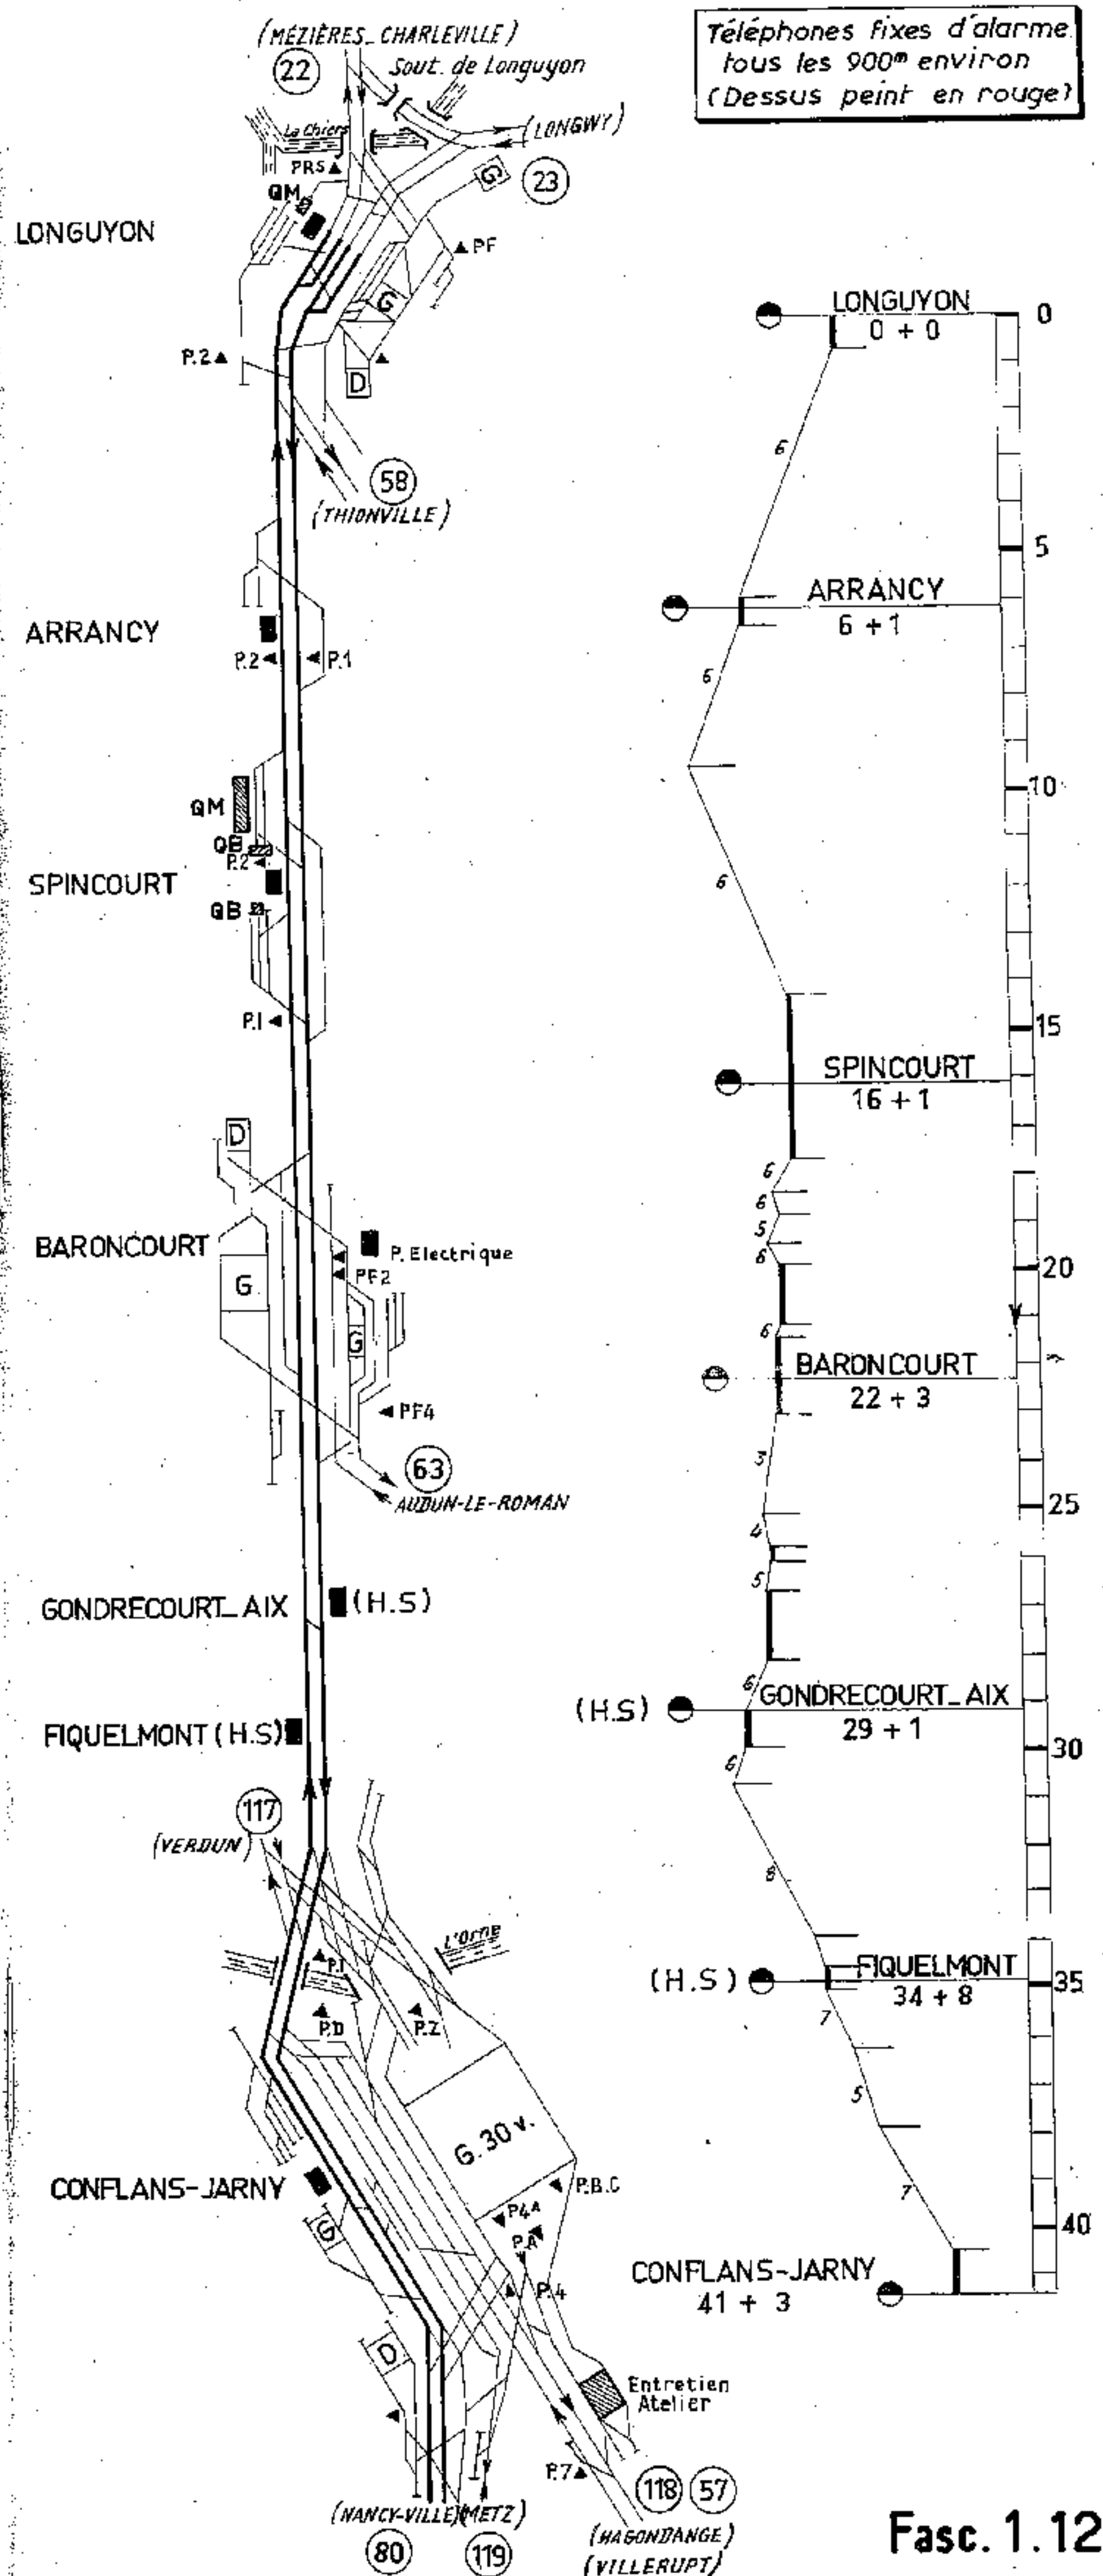 (MÉZIÈRES_CHARLEVILLE)
22
Sout. de Longuyon
Téléphones fixes d'alarme
tous les 900m environ
(Dessus peint en rouge)
La Chiers
(LONGWY)
PRS
G
23
QM
LONGUYON
PF
G
P.2
D
58
(THIONVILLE)
ARRANCY
P.2
P.1
QM
QB
P.2
SPINCOURT
QB
P.1
D
BARONCOURT
P. Electrique
PF2
G
G
PF4
63
AUDUN-LE-ROMAN
GONDRECOURT_AIX
(H.S)
FIQUELMONT (H.S)
117
(VERDUN)
L'Orne
P.1
P.D
P.Z
G. 30 v.
CONFLANS-JARNY
P.B.C
G
P4A
P.A
P.4
D
Entretien
Atelier
P.7
118
57
(NANCY-VILLE)
(METZ)
80
119
(HAGONDANGE)
(VILLERUPT)
LONGUYON
0 + 0
0
6
5
ARRANCY
6 + 1
6
10
6
15
SPINCOURT
16 + 1
6
6
5
6
20
6
BARONCOURT
22 + 3
3
25
4
5
6
(H.S)
GONDRECOURT_AIX
29 + 1
30
6
8
(H.S)
FIQUELMONT
34 + 8
35
7
5
7
40
CONFLANS-JARNY
41 + 3
Fasc. 1.12